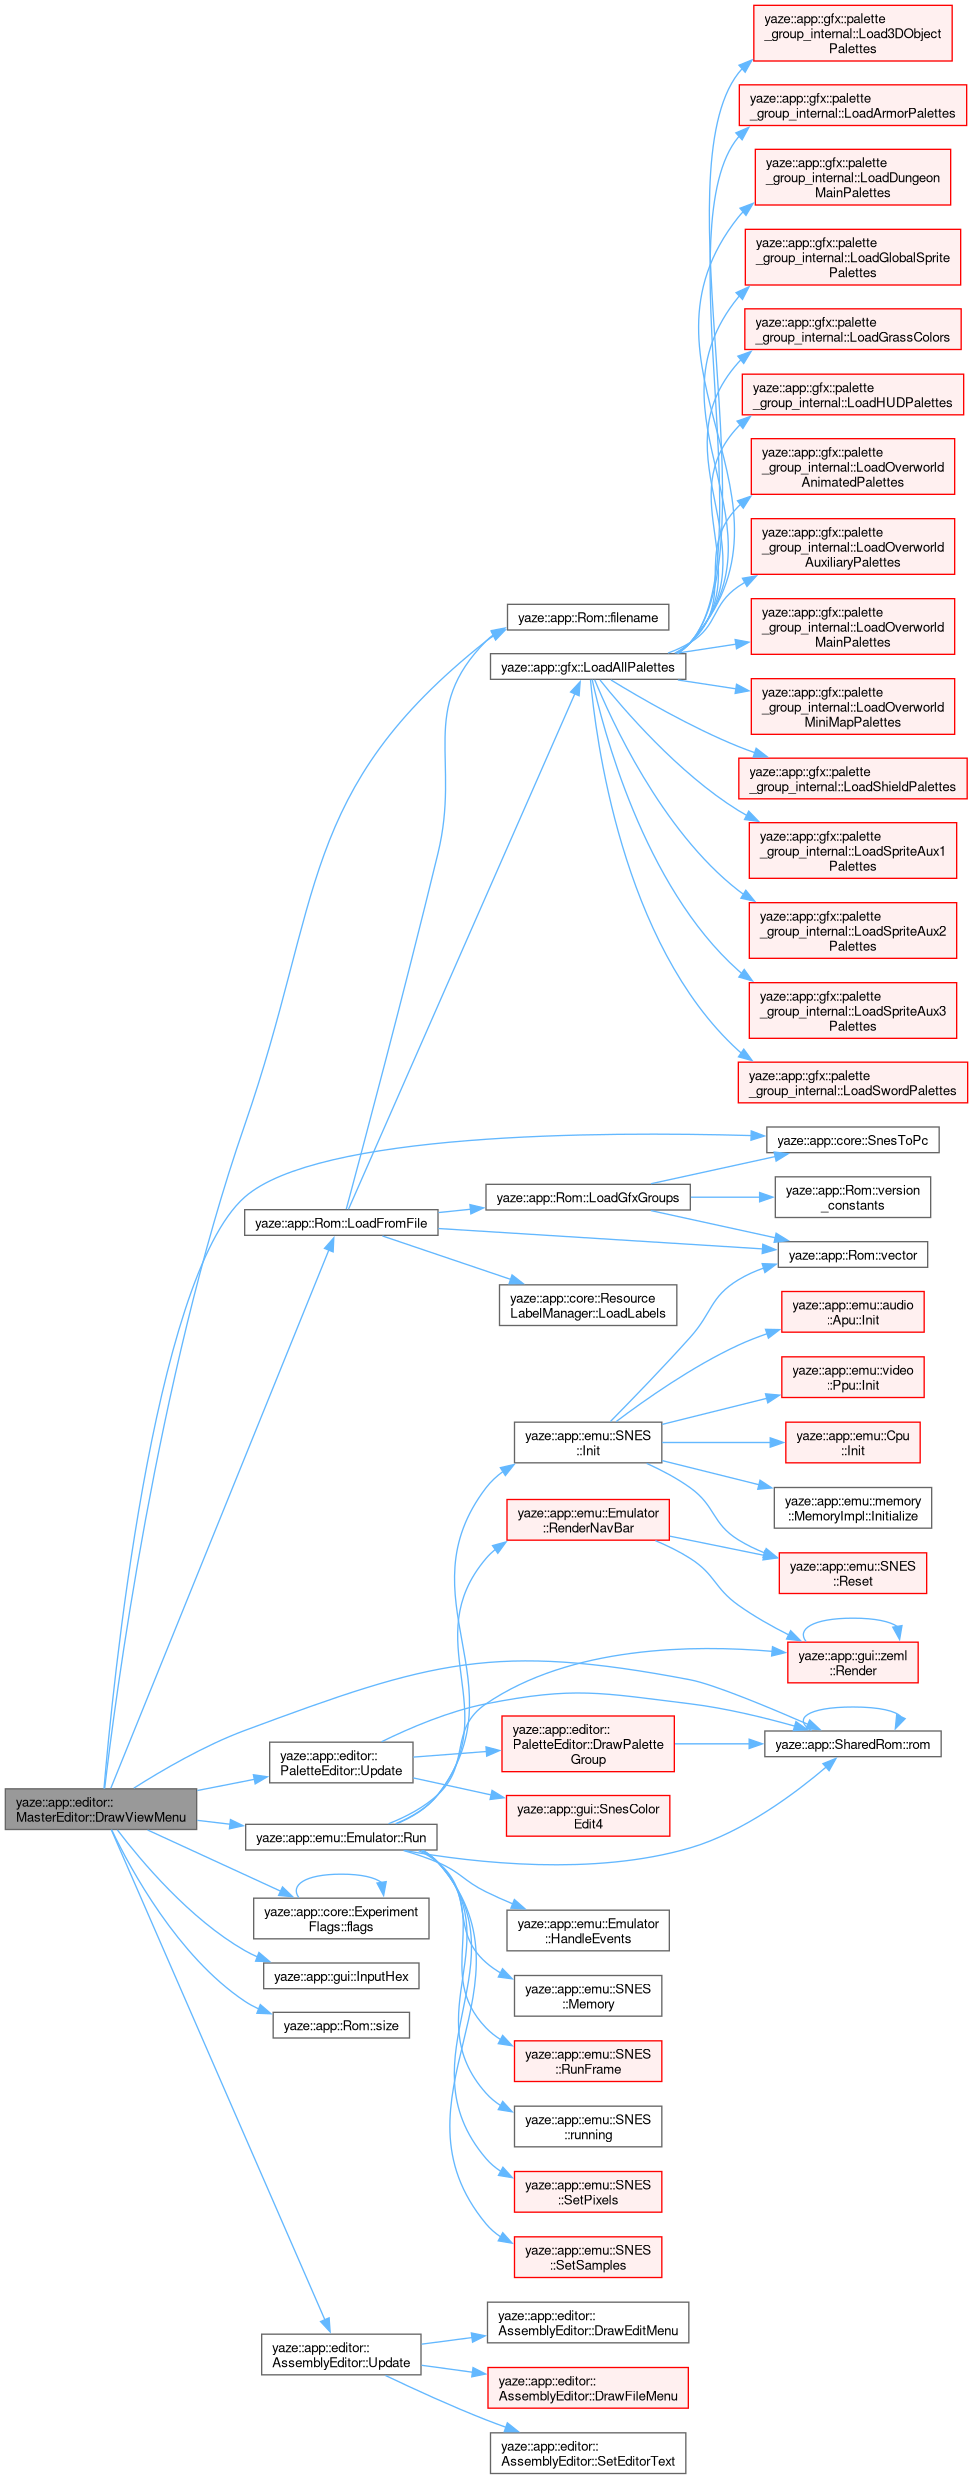 yaze::app::gfx::palette
_group_internal::Load3DObject
Palettes
yaze::app::gfx::palette
_group_internal::LoadArmorPalettes
yaze::app::gfx::palette
_group_internal::LoadDungeon
MainPalettes
yaze::app::gfx::palette
_group_internal::LoadGlobalSprite
Palettes
yaze::app::gfx::palette
_group_internal::LoadGrassColors
yaze::app::gfx::palette
_group_internal::LoadHUDPalettes
yaze::app::gfx::palette
_group_internal::LoadOverworld
AnimatedPalettes
yaze::app::gfx::palette
_group_internal::LoadOverworld
AuxiliaryPalettes
yaze::app::Rom::filename
yaze::app::gfx::palette
_group_internal::LoadOverworld
MainPalettes
yaze::app::gfx::LoadAllPalettes
yaze::app::gfx::palette
_group_internal::LoadOverworld
MiniMapPalettes
yaze::app::gfx::palette
_group_internal::LoadShieldPalettes
yaze::app::gfx::palette
_group_internal::LoadSpriteAux1
Palettes
yaze::app::gfx::palette
_group_internal::LoadSpriteAux2
Palettes
yaze::app::gfx::palette
_group_internal::LoadSpriteAux3
Palettes
yaze::app::gfx::palette
_group_internal::LoadSwordPalettes
yaze::app::core::SnesToPc
yaze::app::Rom::LoadFromFile
yaze::app::Rom::LoadGfxGroups
yaze::app::Rom::version
_constants
yaze::app::Rom::vector
yaze::app::core::Resource
LabelManager::LoadLabels
yaze::app::emu::audio
::Apu::Init
yaze::app::emu::video
::Ppu::Init
yaze::app::emu::SNES
::Init
yaze::app::emu::Cpu
::Init
yaze::app::emu::memory
::MemoryImpl::Initialize
yaze::app::emu::Emulator
::RenderNavBar
yaze::app::emu::SNES
::Reset
yaze::app::gui::zeml
::Render
yaze::app::editor::
PaletteEditor::Update
yaze::app::editor::
PaletteEditor::DrawPalette
Group
yaze::app::SharedRom::rom
yaze::app::editor::
MasterEditor::DrawViewMenu
yaze::app::gui::SnesColor
Edit4
yaze::app::emu::Emulator::Run
yaze::app::core::Experiment
Flags::flags
yaze::app::emu::Emulator
::HandleEvents
yaze::app::gui::InputHex
yaze::app::emu::SNES
::Memory
yaze::app::Rom::size
yaze::app::emu::SNES
::RunFrame
yaze::app::emu::SNES
::running
yaze::app::emu::SNES
::SetPixels
yaze::app::emu::SNES
::SetSamples
yaze::app::editor::
AssemblyEditor::Update
yaze::app::editor::
AssemblyEditor::DrawEditMenu
yaze::app::editor::
AssemblyEditor::DrawFileMenu
yaze::app::editor::
AssemblyEditor::SetEditorText